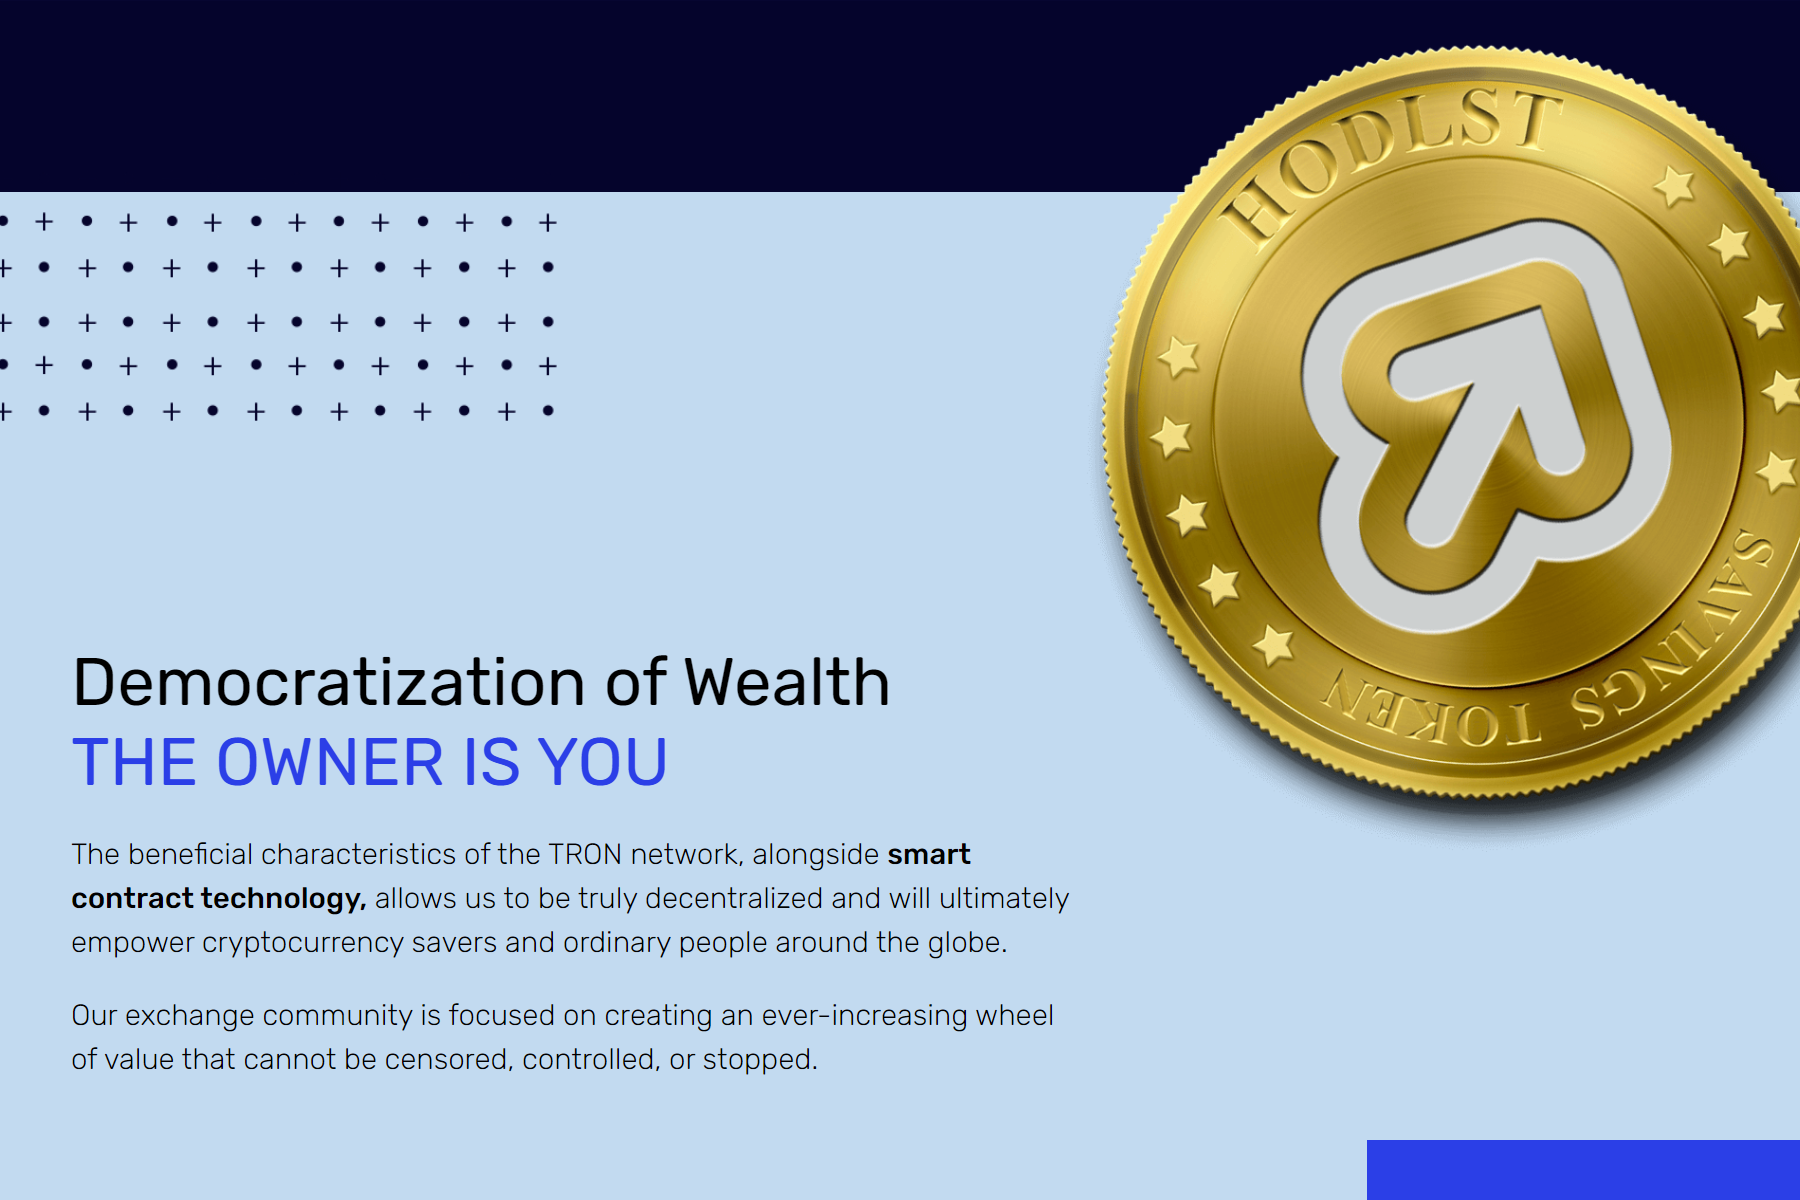 HODLST
SAVINGS TOKEN
Democratization of Wealth
THE OWNER IS YOU
The beneficial characteristics of the TRON network, alongside smart
contract technology, allows us to be truly decentralized and will ultimately
empower cryptocurrency savers and ordinary people around the globe.
Our exchange community is focused on creating an ever-increasing wheel
of value that cannot be censored, controlled, or stopped.